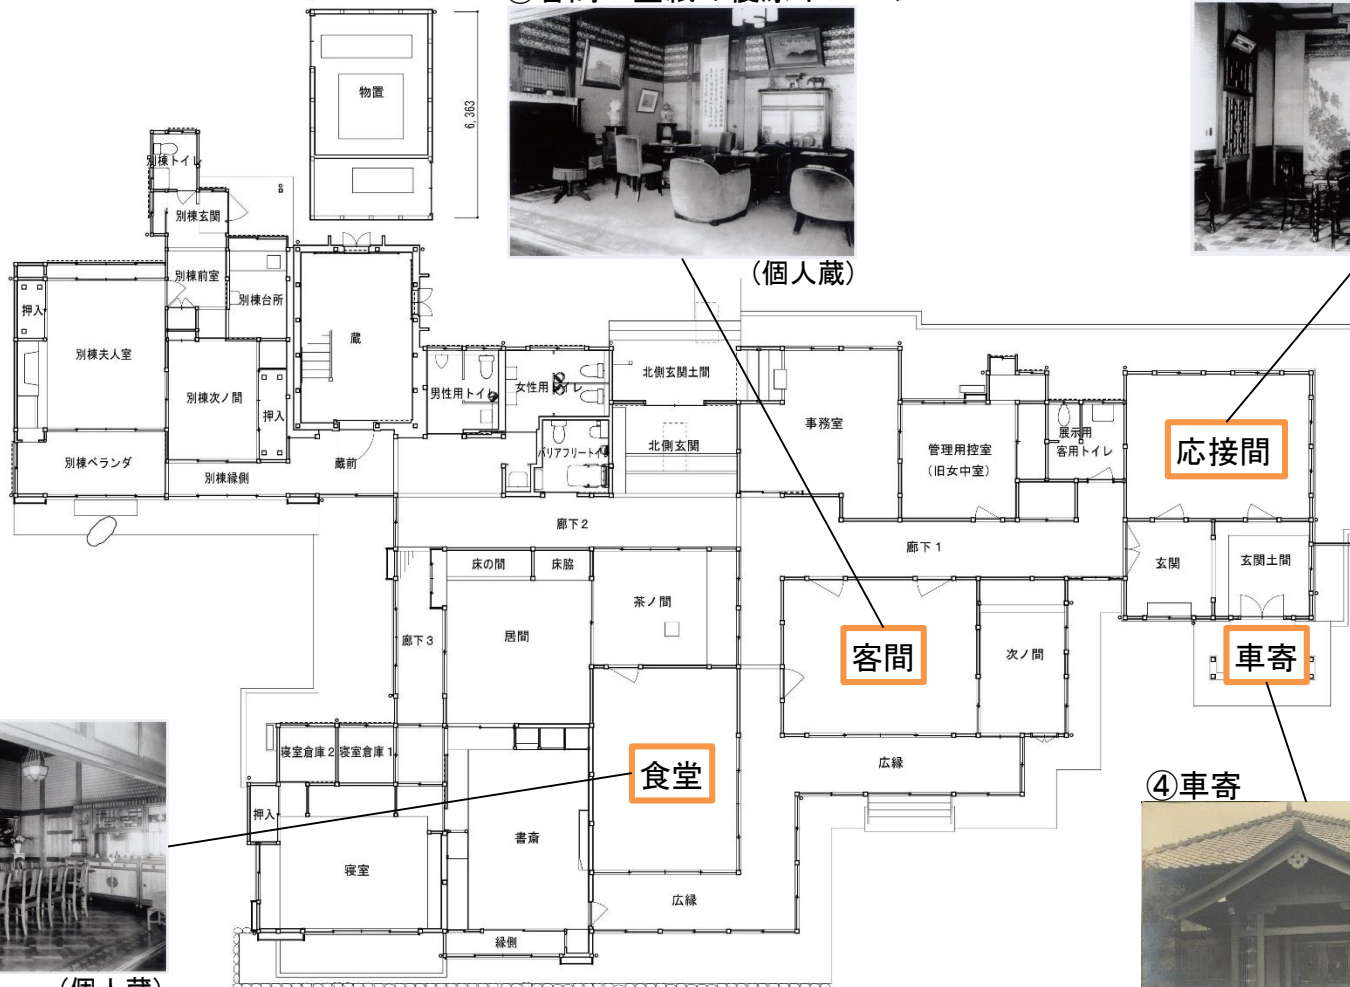 物置
6,363
(個人蔵)
別棟トイレ
別棟玄関
別棟前室
別棟台所
押入
別棟夫人室
別棟次ノ間
押入
蔵
別棟ベランダ
別棟縁側
蔵前
男性用トイレ
女性用トイレ
バリアフリートイレ
北側玄関土間
北側玄関
事務室
管理用控室
(旧女中室)
展示用
客用トイレ
応接間
廊下2
廊下1
玄関
玄関土間
床の間
床脇
茶ノ間
居間
廊下3
客間
次ノ間
車寄
寝室倉庫2
寝室倉庫1
食堂
広縁
④車寄
押入
書斎
寝室
広縁
縁側
(個人蔵)